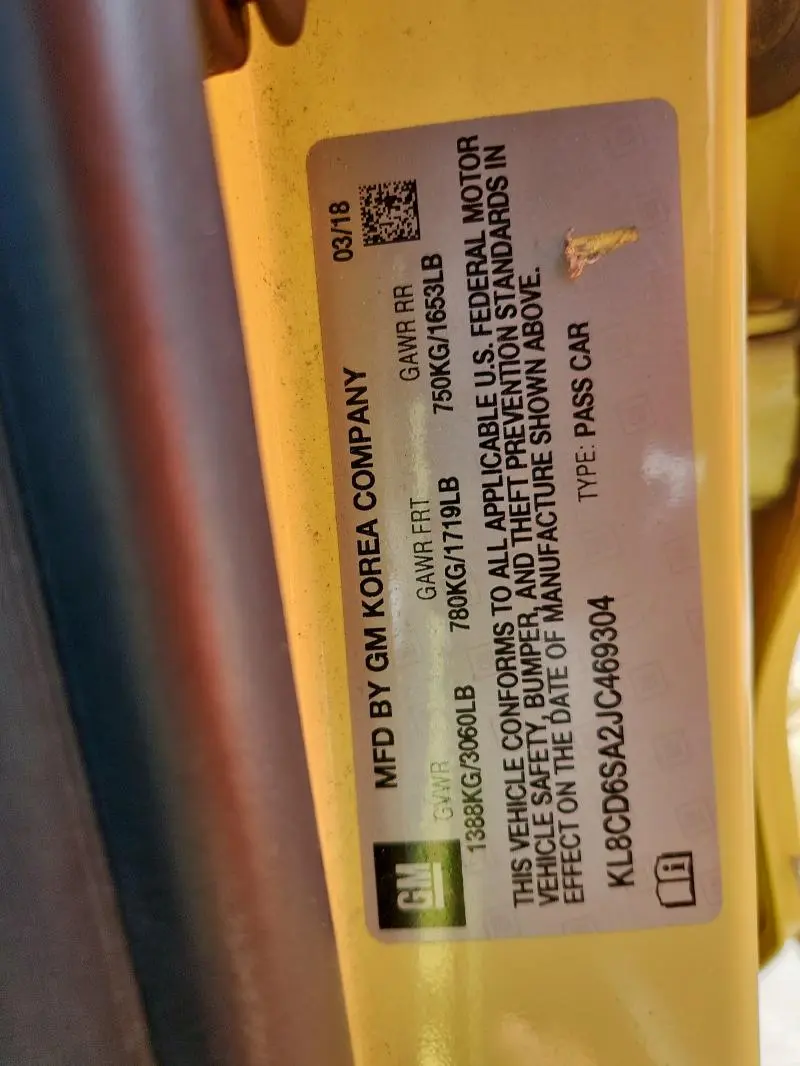 GM
MFD BY GM KOREA COMPANY
03/18
GVWR GAWR FRT GAWR RR
1388KG/3060LB 780KG/1719LB 750KG/1653LB
THIS VEHICLE CONFORMS TO ALL APPLICABLE U.S. FEDERAL MOTOR
VEHICLE SAFETY, BUMPER, AND THEFT PREVENTION STANDARDS IN
EFFECT ON THE DATE OF MANUFACTURE SHOWN ABOVE.
KL8CD6SA2JC469304 TYPE: PASS CAR